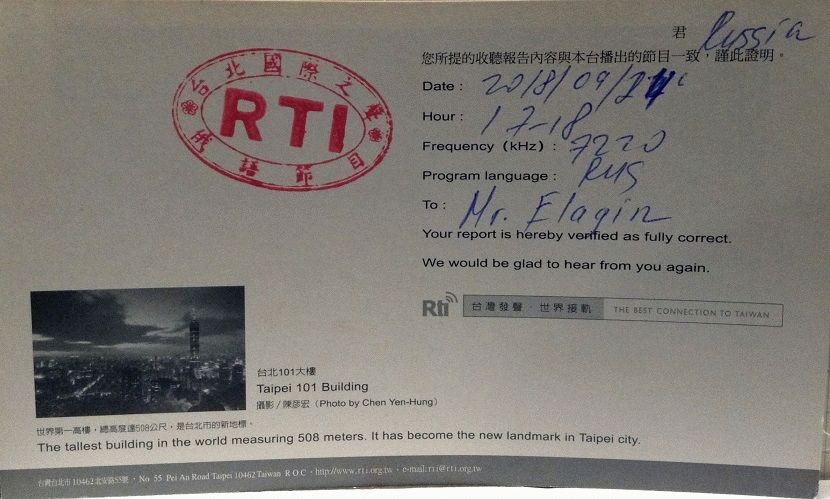 台北國際之聲
RTI
俄語節目
君 Russia
您所提的收聽報告內容與本台播出的節目一致，謹此證明。
Date : 2018/09/
Hour : 17-18
Frequency (kHz) : 7220
Program language : RUS
To : Mr. Elagin
Your report is hereby verified as fully correct.
We would be glad to hear from you again.
Rti 台灣發聲·世界接軌 THE BEST CONNECTION TO TAIWAN
台北101大樓
Taipei 101 Building
攝影／陳彦宏（Photo by Chen Yen-Hung）
世界第一高樓，總高度達508公尺，是台北市的新地標。
The tallest building in the world measuring 508 meters. It has become the new landmark in Taipei city.
台灣台北市10462北安路55號 · No 55 Pei An Road Taipei 10462 Taiwan R O C · http://www.rti.org.tw · e-mail:rti@rti.org.tw